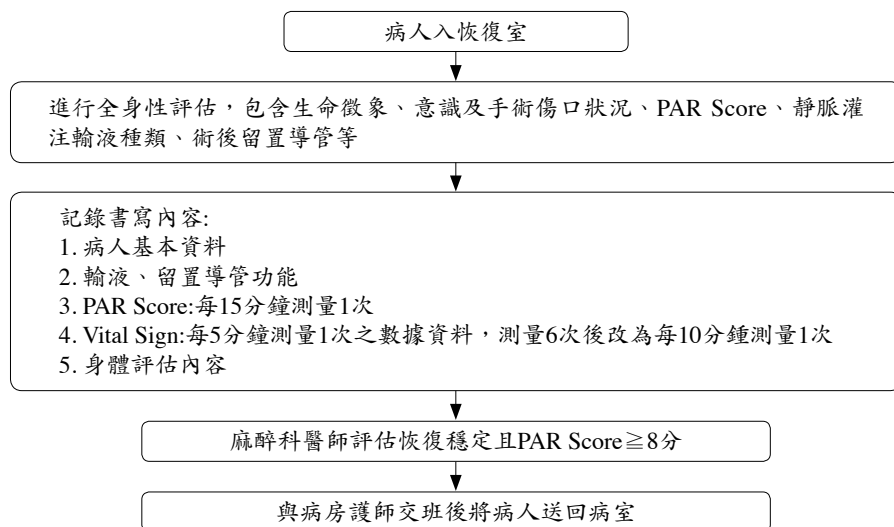 病人入恢復室
進行全身性評估，包含生命徵象、意識及手術傷口狀況、PAR Score、靜脈灌
注輸液種類、術後留置導管等
記錄書寫內容:
1. 病人基本資料
2. 輸液、留置導管功能
3. PAR Score:每15分鐘測量1次
4. Vital Sign:每5分鐘測量1次之數據資料，測量6次後改為每10分鍾測量1次
5. 身體評估內容
麻醉科醫師評估恢復穩定且PAR Score≧8分
與病房護師交班後將病人送回病室